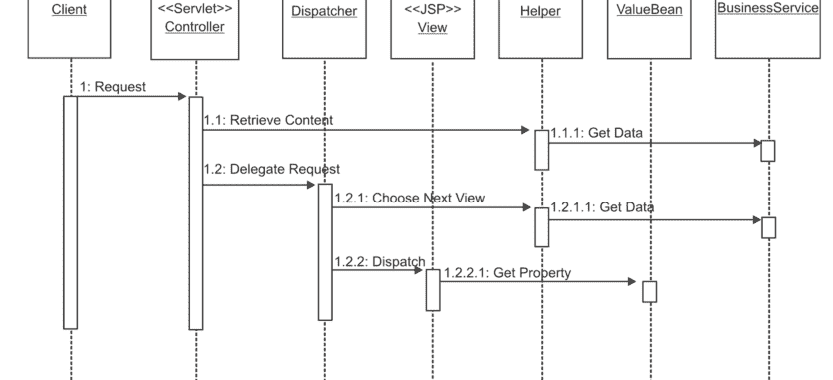 Client
<<Servlet>>
Controller
Dispatcher
<<JSP>>
View
Helper
ValueBean
BusinessService
1: Request
1.1: Retrieve Content
1.1.1: Get Data
1.2: Delegate Request
1.2.1: Choose Next View
1.2.1.1: Get Data
1.2.2: Dispatch
1.2.2.1: Get Property